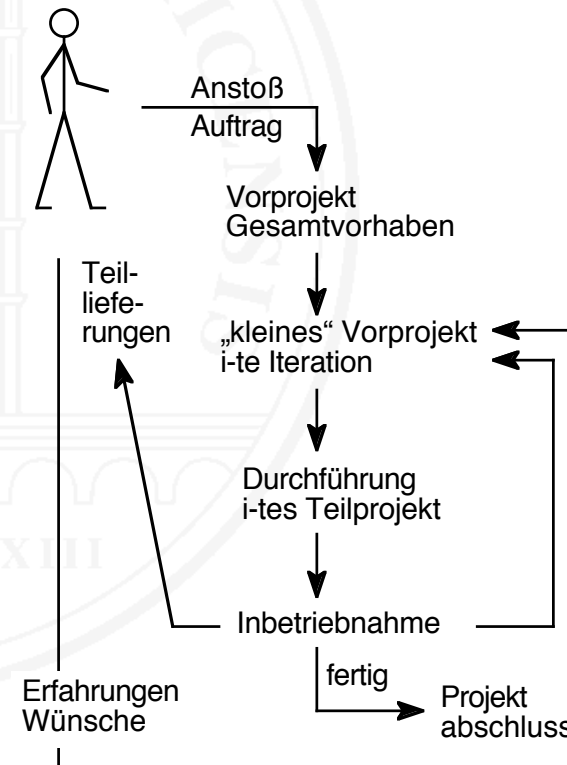 Anstoß
Auftrag
Vorprojekt
Gesamtvorhaben
Teil-
liefe-
rungen
„kleines“ Vorprojekt
i-te Iteration
Durchführung
i-tes Teilprojekt
Inbetriebnahme
fertig
Erfahrungen
Wünsche
Projekt
abschluss
XIII